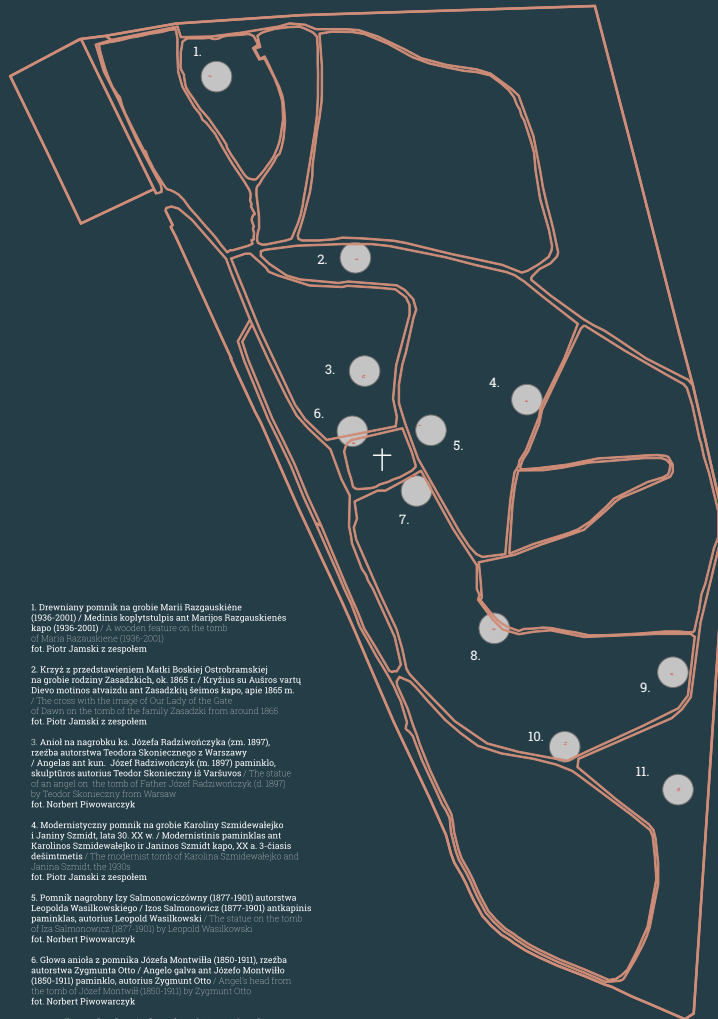 1.
2.
3.
4.
6.
5.
7.
8.
9.
10.
11.
1. Drewniany pomnik na grobie Marii Razgauskiéne
(1936-2001) / Medinis koplytstulpis ant Marijos Razgauskienės
kapo (1936-2001) / A wooden feature on the tomb
of Maria Razauskiene (1936-2001)
fot. Piotr Jamski z zespołem
2. Krzyż z przedstawieniem Matki Boskiej Ostrobramskiej
na grobie rodziny Zasadzkich, ok. 1865 r. / Kryžius su Aušros vartų
Dievo motinos atvaizdu ant Zasadzkių šeimos kapo, apie 1865 m.
/ The cross with the image of Our Lady of the Gate
of Dawn on the tomb of the family Zasadzki from around 1865
fot. Piotr Jamski z zespołem
3. Anioł na nagrobku ks. Józefa Radziwończyka (zm. 1897),
rzeźba autorstwa Teodora Skoniecznego z Warszawy
/ Angelas ant kun. Józef Radziwończyk (m. 1897) paminklo,
skulptūros autorius Teodor Skonieczny iš Varšuvos / The statue
of an angel on the tomb of Father Józef Radziwończyk (d. 1897)
by Teodor Skonieczny from Warsaw
fot. Norbert Piwowarczyk
4. Modernistyczny pomnik na grobie Karoliny Szmidewałejko
i Janiny Szmidt, lata 30. XX w. / Modernistinis paminklas ant
Karolinos Szmidewałejko ir Janinos Szmidt kapo, XX a. 3-čiasis
dešimtmetis / The modernist tomb of Karolina Szmidewałejko and
Janina Szmidt, the 1930s
fot. Piotr Jamski z zespołem
5. Pomnik nagrobny Izy Salmonowiczówny (1877-1901) autorstwa
Leopolda Wasilkowskiego / Izos Salmonowicz (1877-1901) antkapinis
paminklas, autorius Leopold Wasilkowski / The statue on the tomb
of Iza Salmonowicz (1877-1901) by Leopold Wasilkowski
fot. Norbert Piwowarczyk
6. Głowa anioła z pomnika Józefa Montwiłła (1850-1911), rzeźba
autorstwa Zygmunta Otto / Angelo galva ant Józefo Montwiłło
(1850-1911) paminklo, autorius Zygmunt Otto / Angel's head from
the tomb of Józef Montwiłł (1850-1911) by Zygmunt Otto
fot. Norbert Piwowarczyk